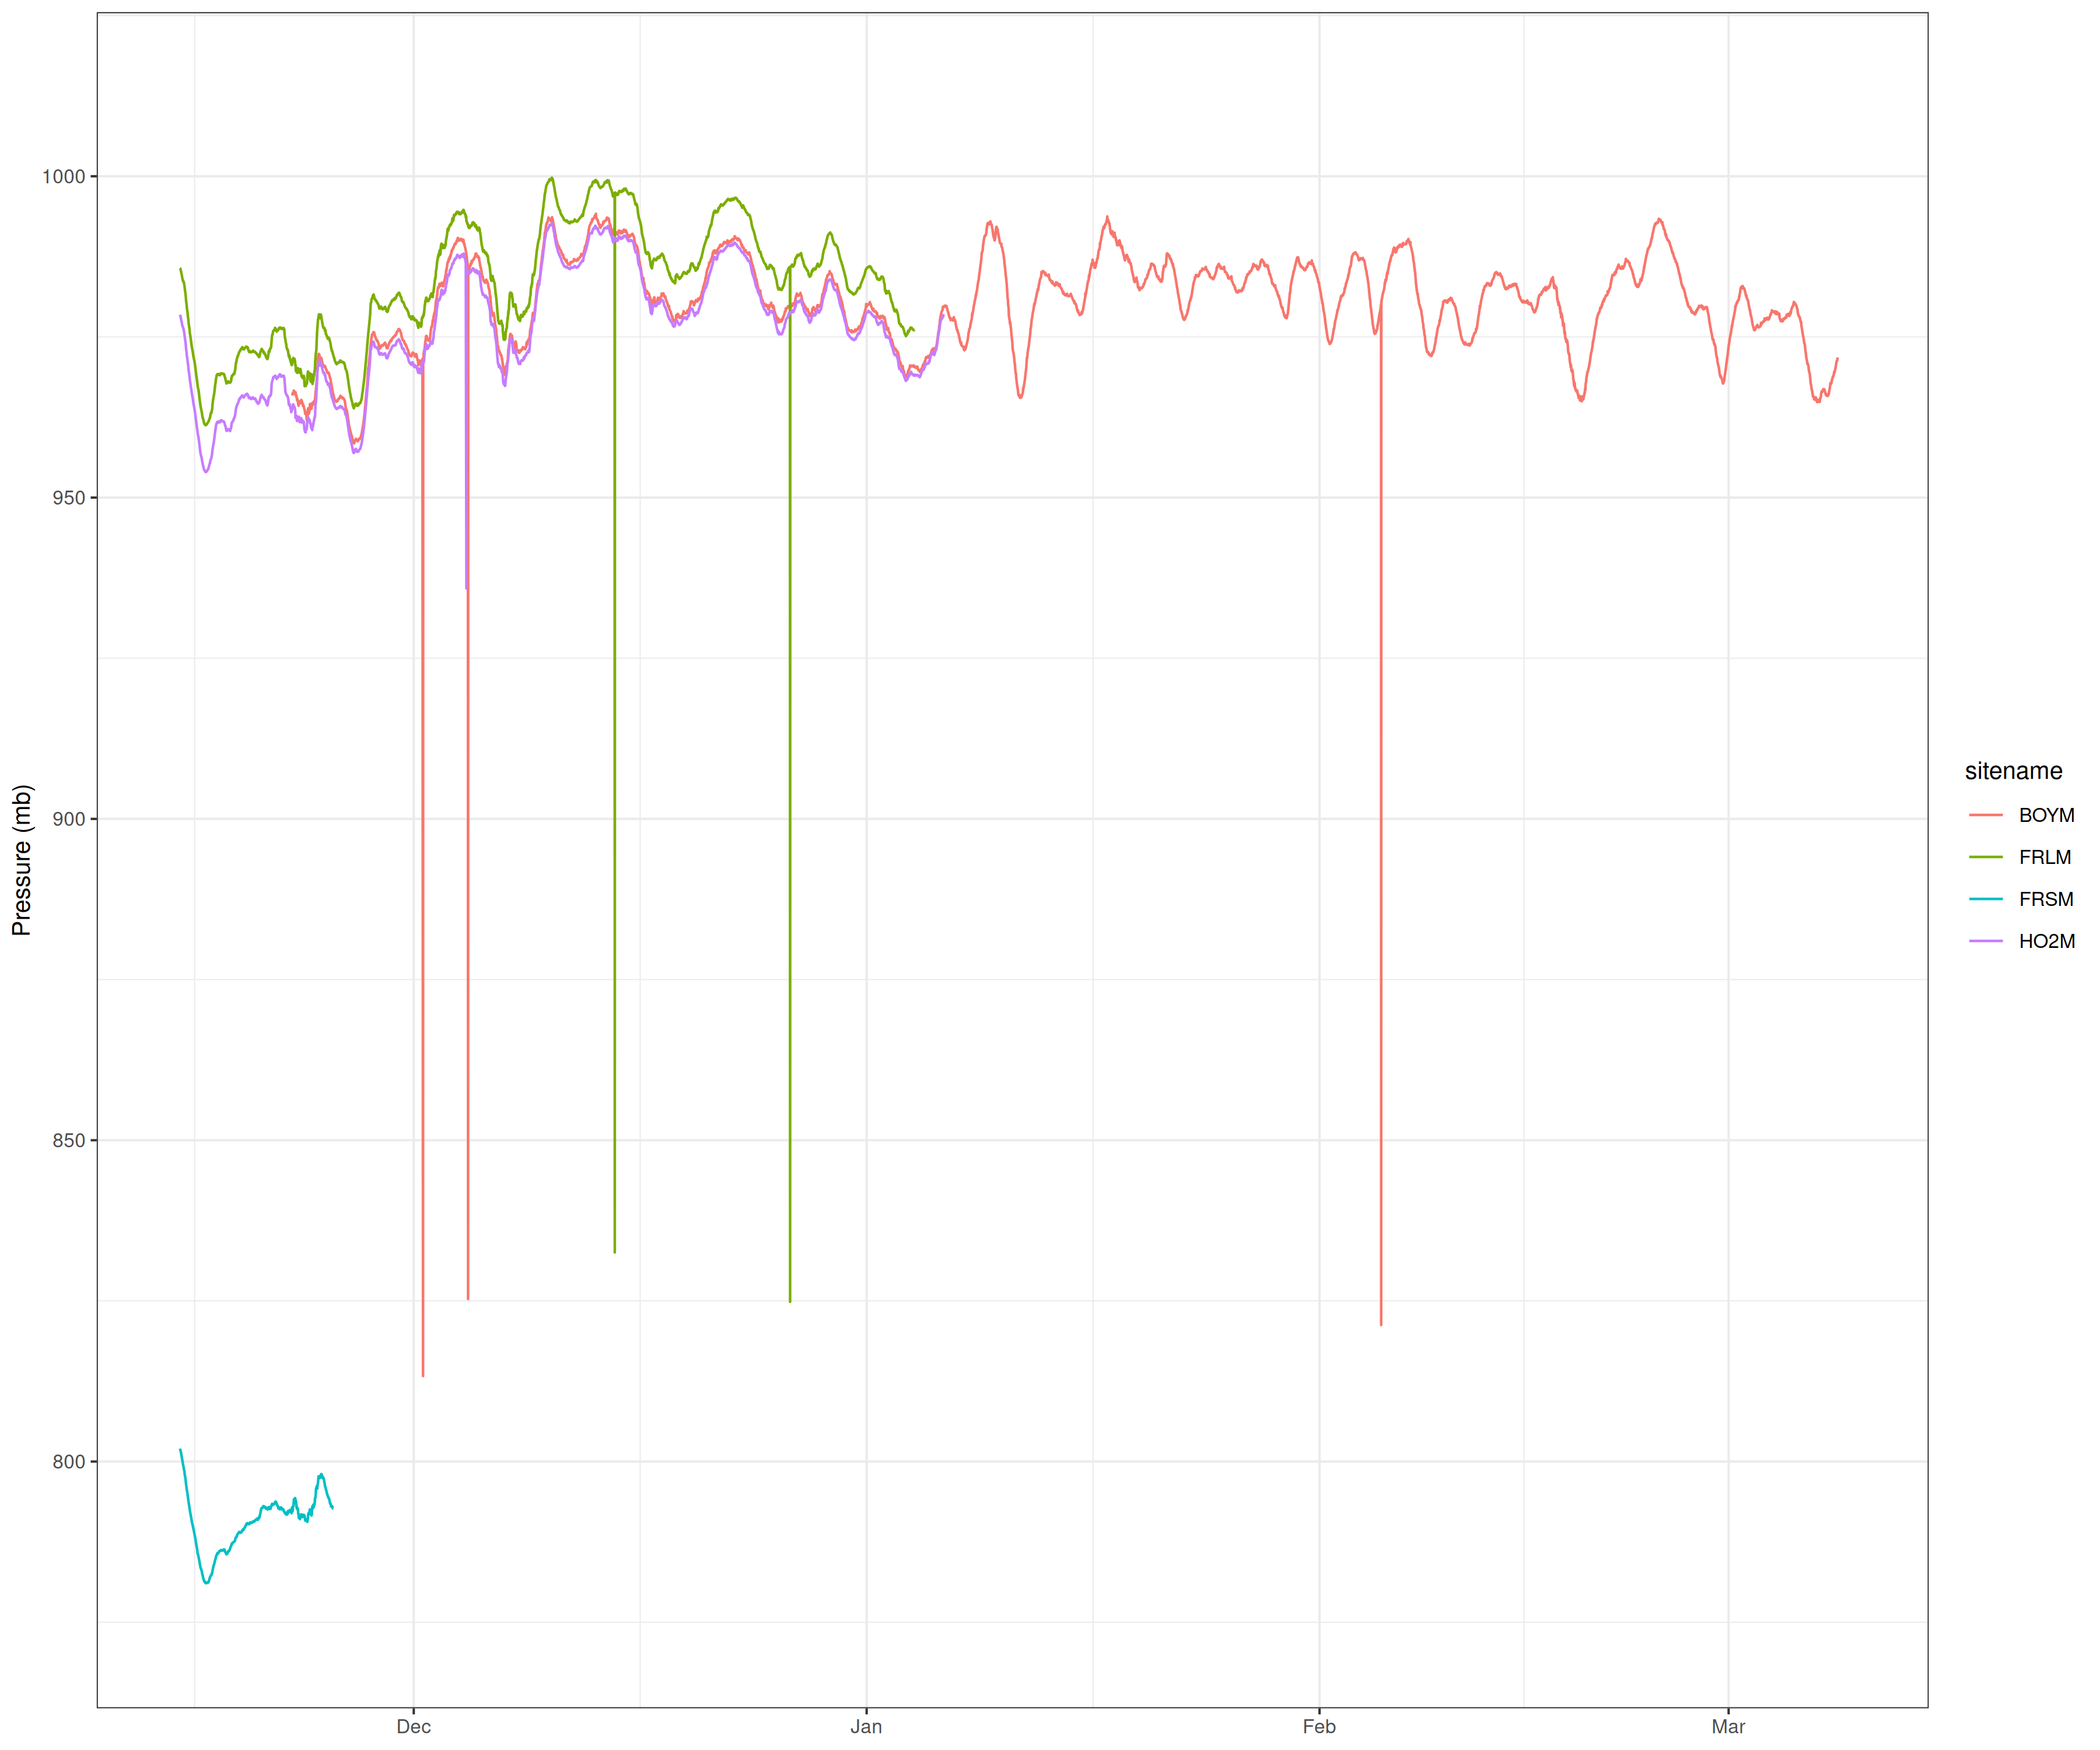 1000
950
900
850
800
Pressure (mb)
Dec Jan Feb Mar
sitename
BOYM
FRLM
FRSM
HO2M